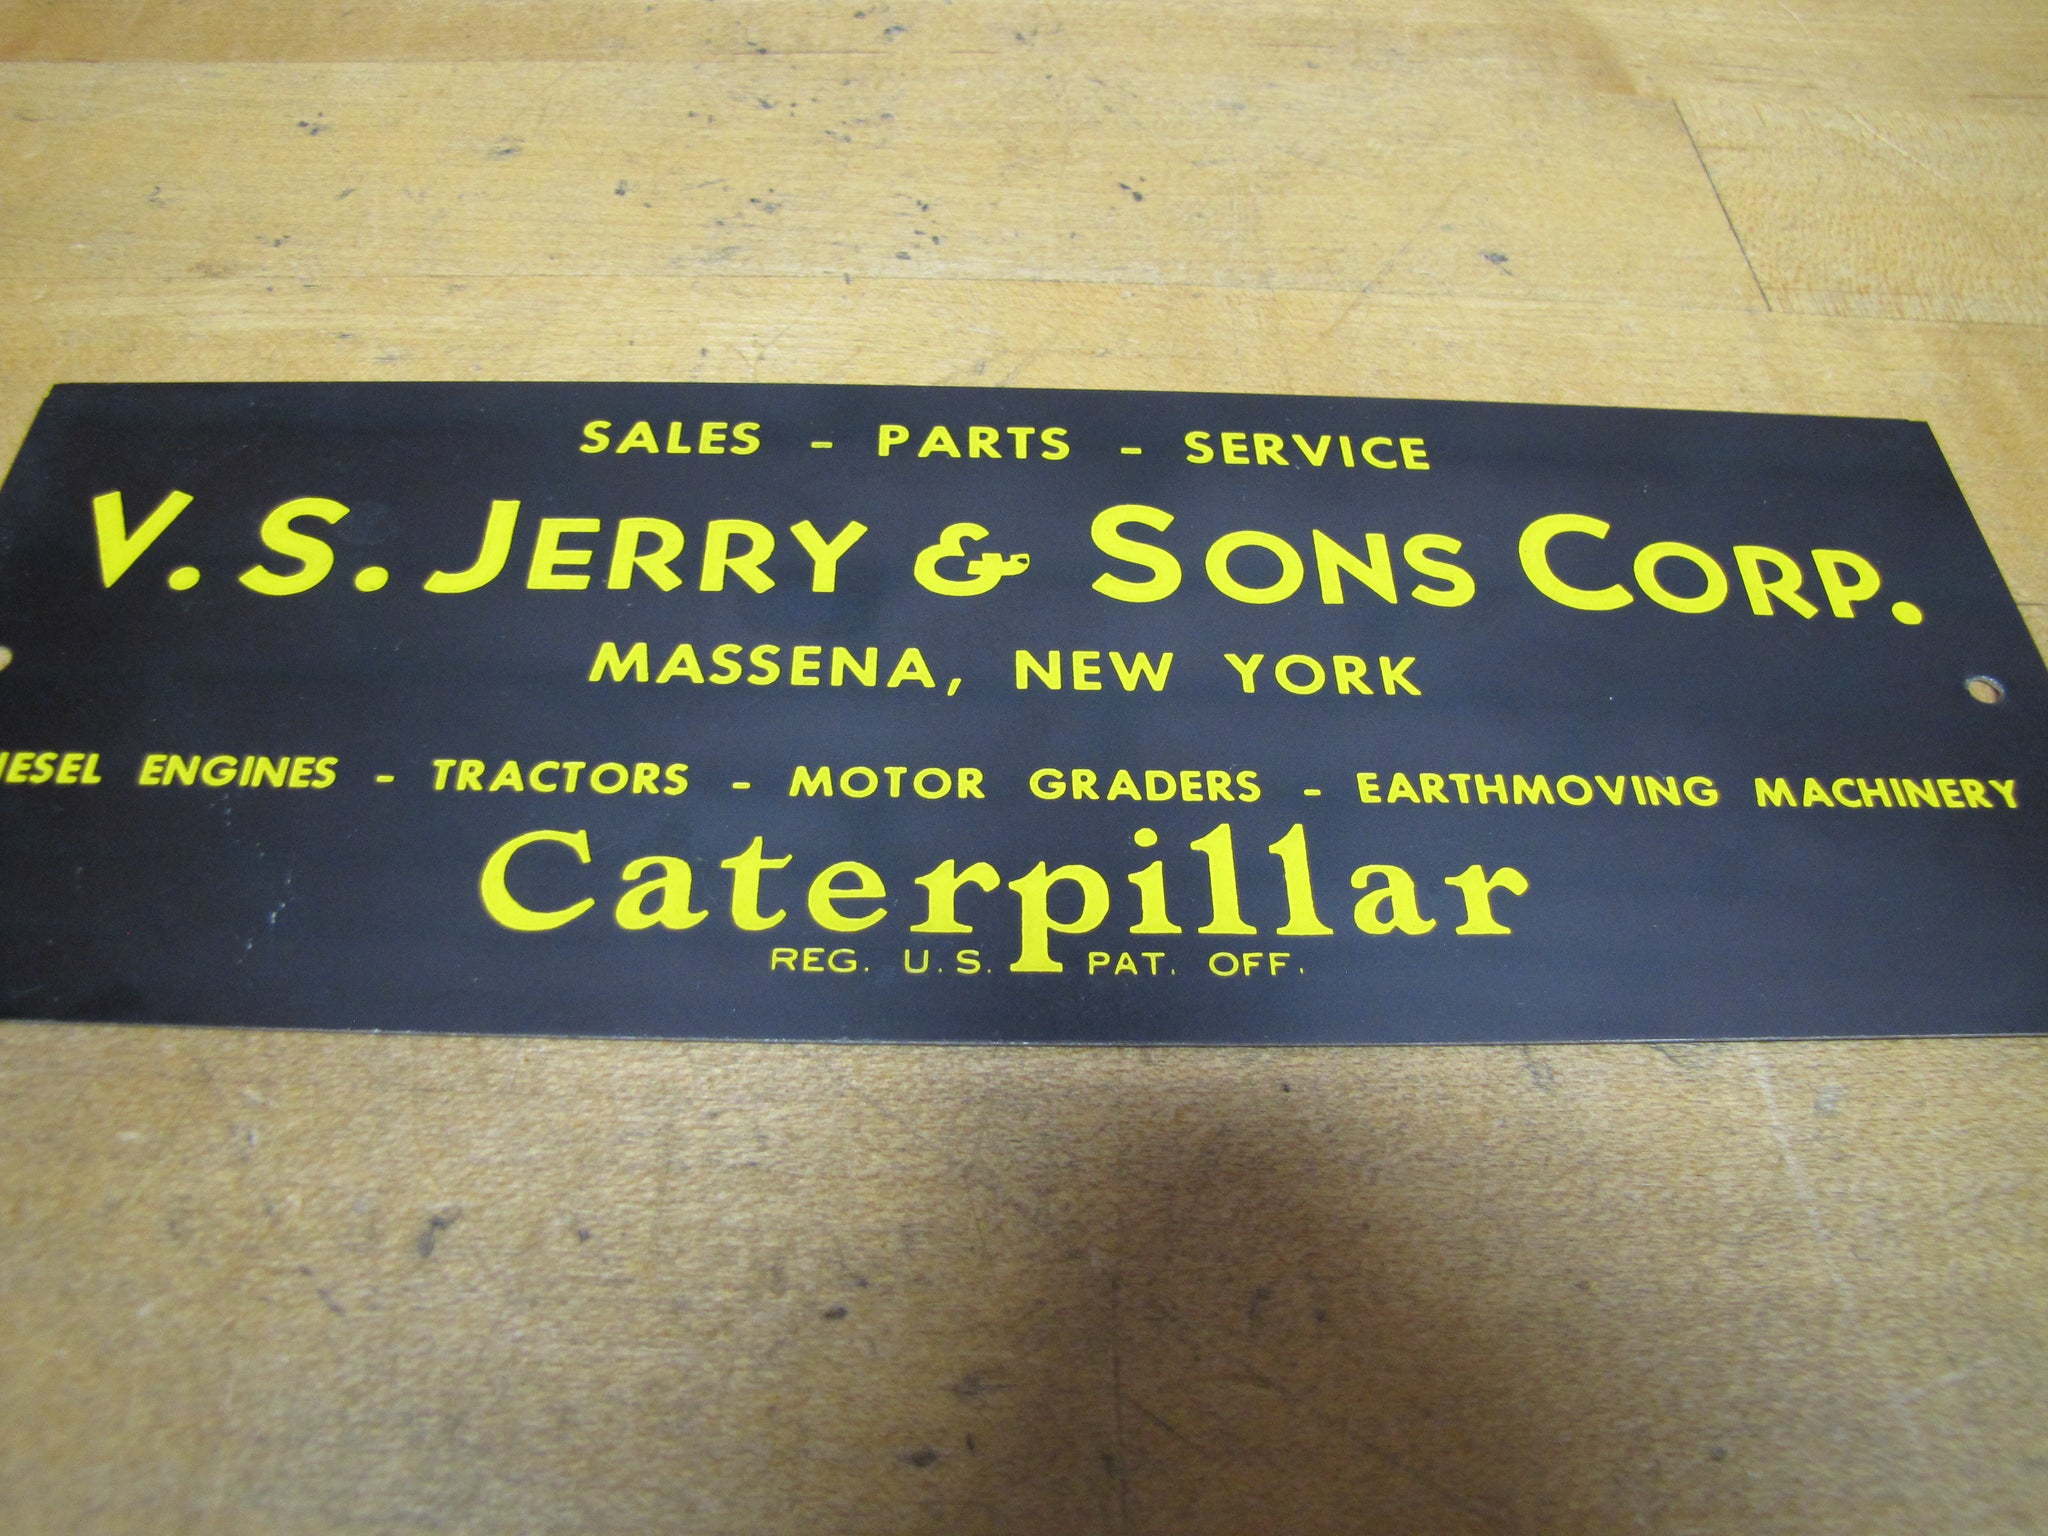 SALES - PARTS - SERVICE
V. S. JERRY & SONS CORP.
MASSENA, NEW YORK
IESEL ENGINES - TRACTORS - MOTOR GRADERS - EARTHMOVING MACHINERY
Caterpillar
REG. U.S. PAT. OFF.